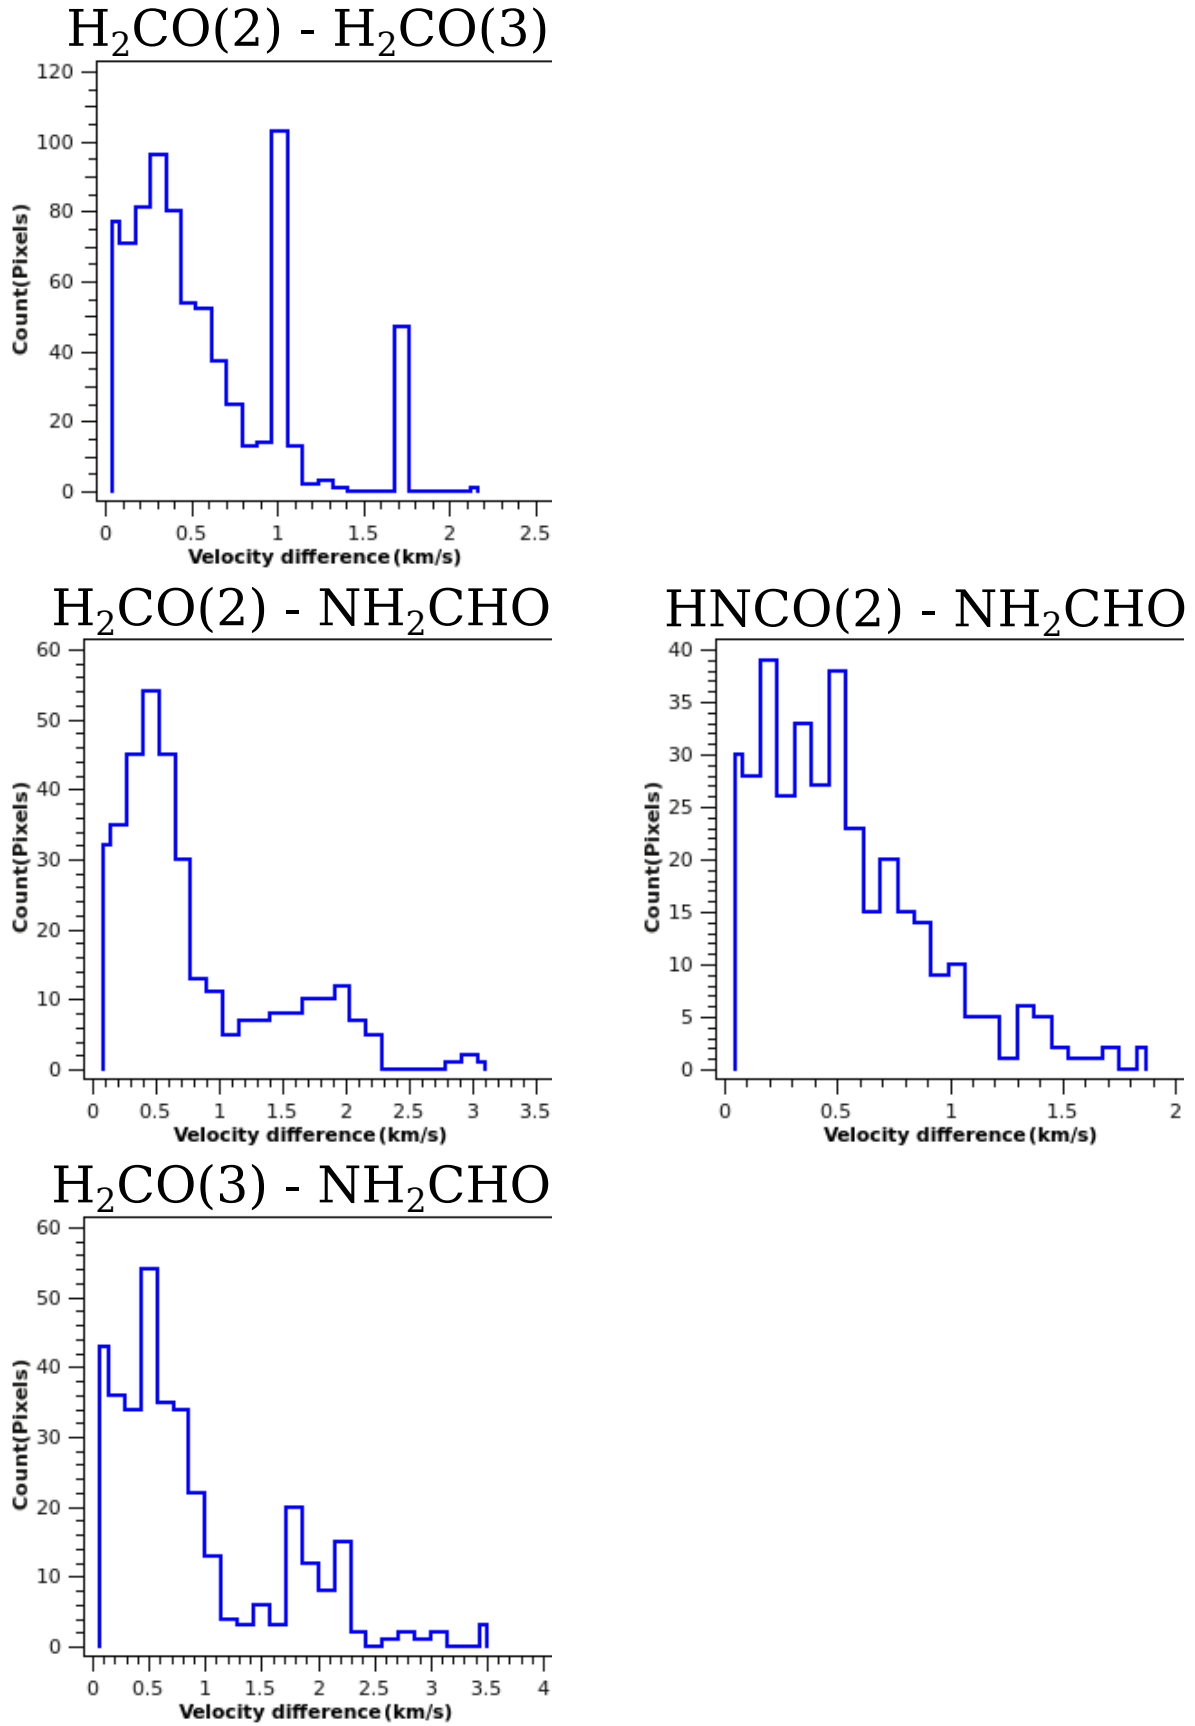 H₂CO(2) - H₂CO(3)
120
100
80
60
40
20
0
Count(Pixels)
0 0.5 1 1.5 2 2.5
Velocity difference(km/s)
H₂CO(2) - NH₂CHO
60
50
40
30
20
10
0
Count(Pixels)
0 0.5 1 1.5 2 2.5 3 3.5
Velocity difference(km/s)
HNCO(2) - NH₂CHO
40
35
30
25
20
15
10
5
0
Count(Pixels)
0 0.5 1 1.5 2
Velocity difference(km/s)
H₂CO(3) - NH₂CHO
60
50
40
30
20
10
0
Count(Pixels)
0 0.5 1 1.5 2 2.5 3 3.5 4
Velocity difference(km/s)